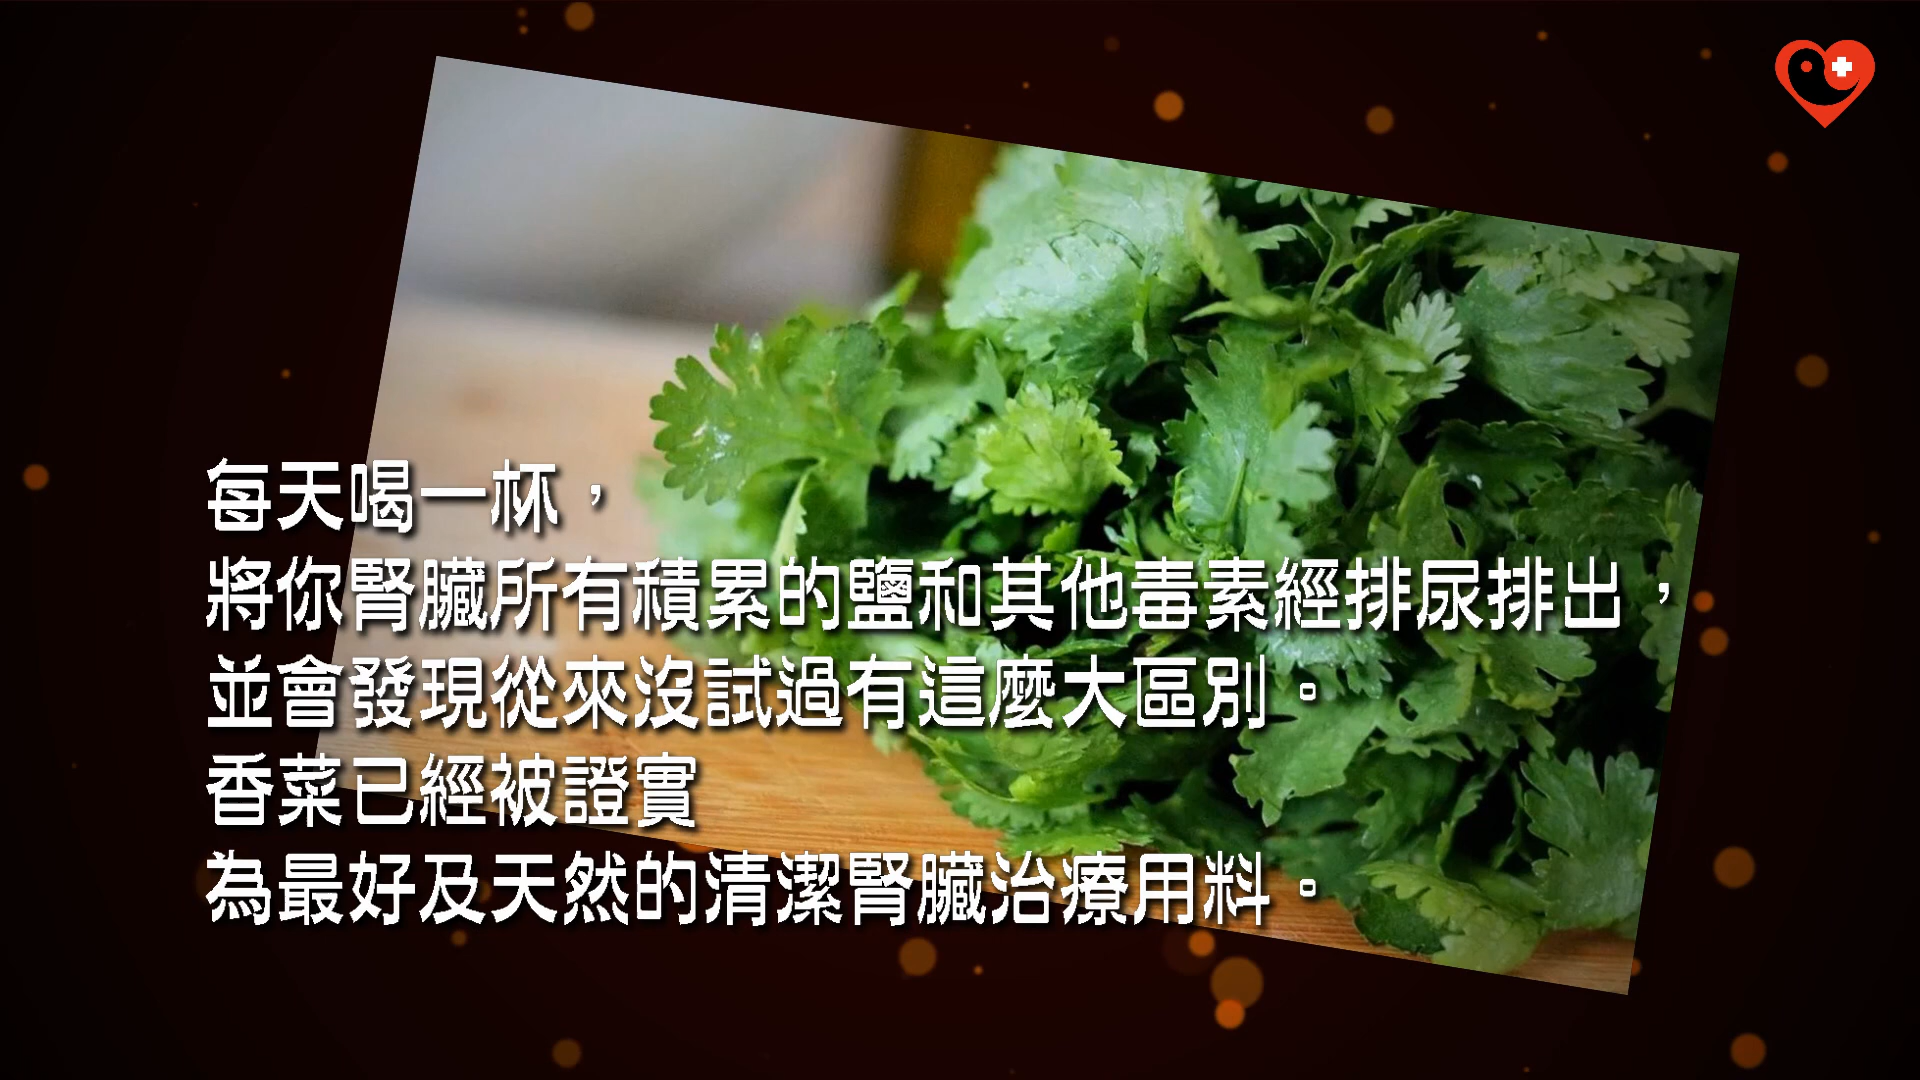 每天喝一杯，
將你腎臟所有積累的鹽和其他毒素經排尿排出，
並會發現從來沒試過有這麼大區別。
香菜已經被證實
為最好及天然的清潔腎臟治療用料。